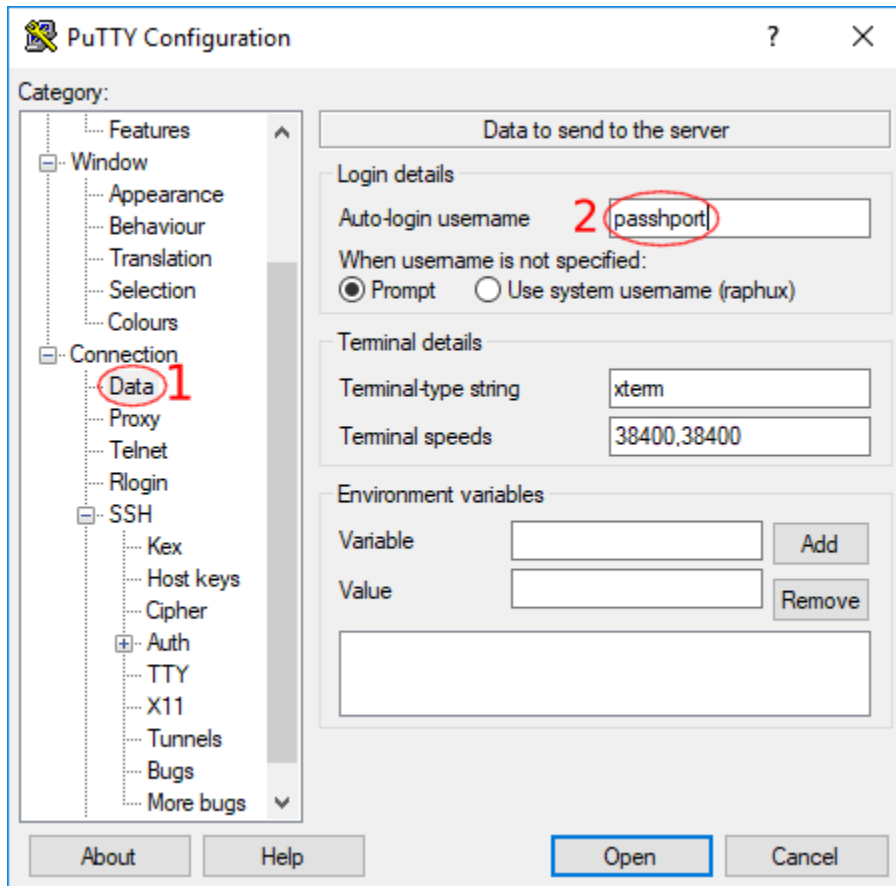 PuTTY Configuration
?
Category:
Features
Window
Appearance
Behaviour
Translation
Selection
Colours
Connection
Data 1
Proxy
Telnet
Rlogin
SSH
Kex
Host keys
Cipher
Auth
TTY
X11
Tunnels
Bugs
More bugs
Data to send to the server
Login details
Auto-login username 2 passhport
When username is not specified:
Prompt Use system username (raphux)
Terminal details
Terminal-type string xterm
Terminal speeds 38400,38400
Environment variables
Variable Add
Value Remove
About Help Open Cancel